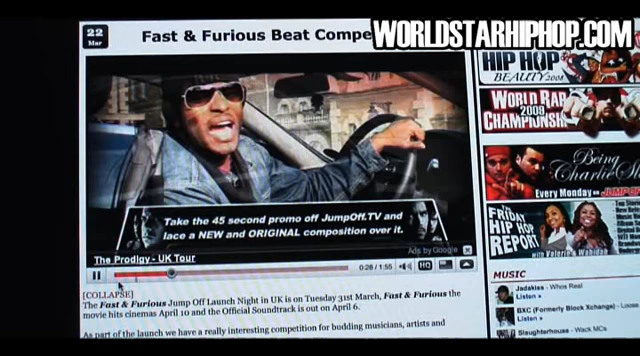 22
Mar
Fast & Furious Beat Compe
WORLDSTARHIPHOP.COM
HIP HOP
BEAUTY 2008
WORLD RAP
2009
CHAMPIONSHIP
Being
Charlie
Every Monday on JUMPOFF
FRIDAY
HIP HOP
REPORT
with Valerie & Wahidah
Take the 45 second promo off JumpOff.TV and
lace a NEW and ORIGINAL composition over it.
Ads by Google
The Prodigy - UK Tour
0:28 / 1:55
HQ
[COLLAPSE]
The Fast & Furious Jump Off Launch Night in UK is on Tuesday 31st March, Fast & Furious the
movie hits cinemas April 10 and the Official Soundtrack is out on April 6.
As part of the launch we have a really interesting competition for budding musicians, artists and
MUSIC
Jadakiss - Whos Real
Listen
BXC (Formerly Block Xchange) - Loose
Listen
Slaughterhouse - Wack MCs